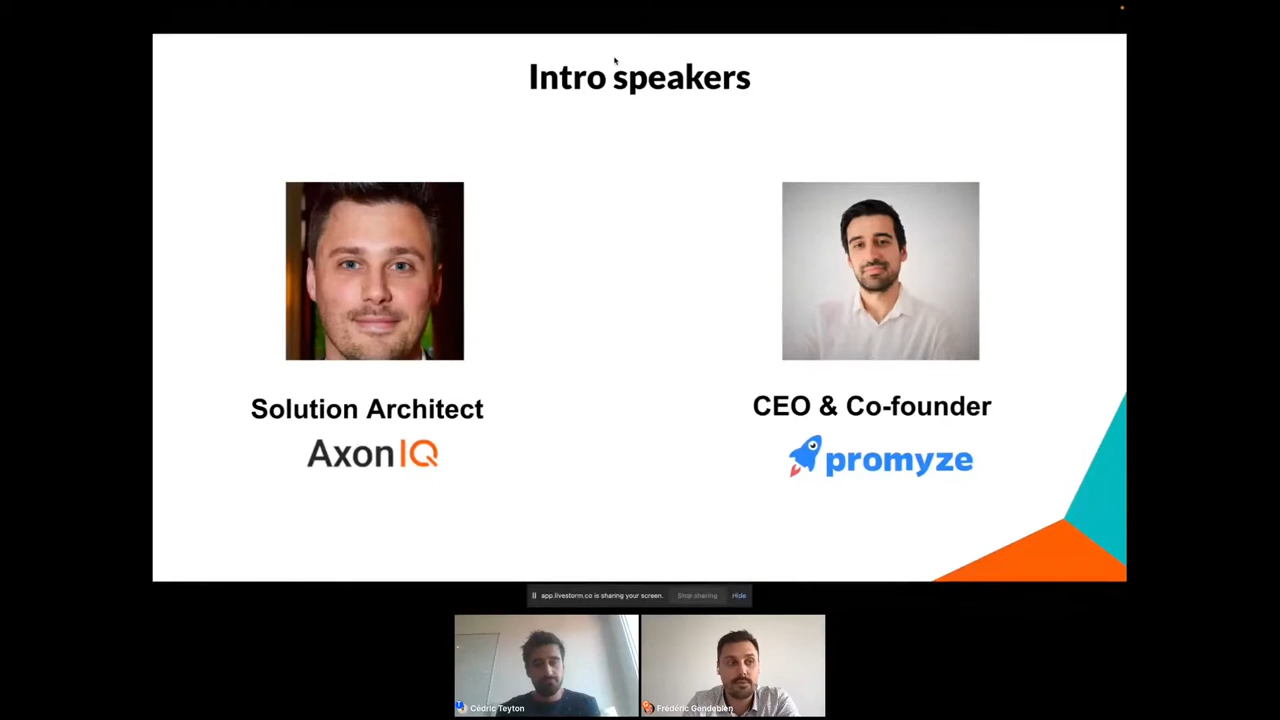 Intro speakers
Solution Architect
AxonIQ
CEO & Co-founder
promyze
app.livestorm.co is sharing your screen.
Stop sharing
Hide
Cédric Teyton
Frédéric Gendebien